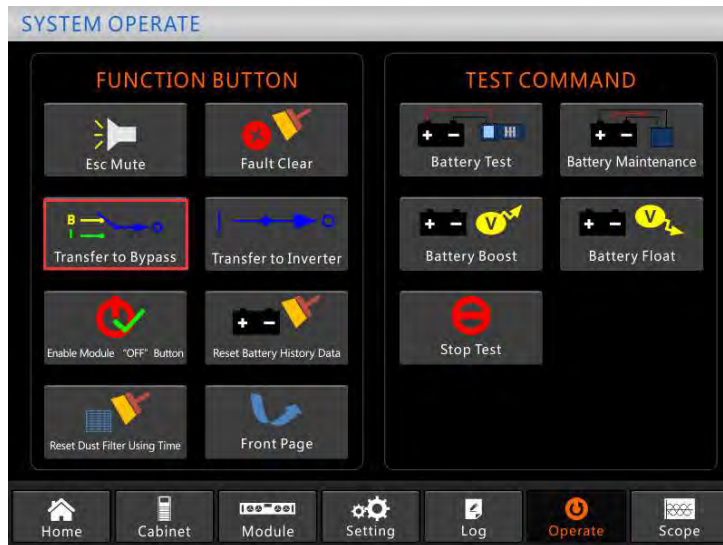 SYSTEM OPERATE
FUNCTION BUTTON
Esc Mute
Fault Clear
B
I
Transfer to Bypass
Transfer to Inverter
Enable Module "OFF" Button
Reset Battery History Data
Reset Dust Filter Using Time
Front Page
TEST COMMAND
Battery Test
Battery Maintenance
V
Battery Boost
V
Battery Float
Stop Test
Home
Cabinet
Module
Setting
Log
Operate
Scope